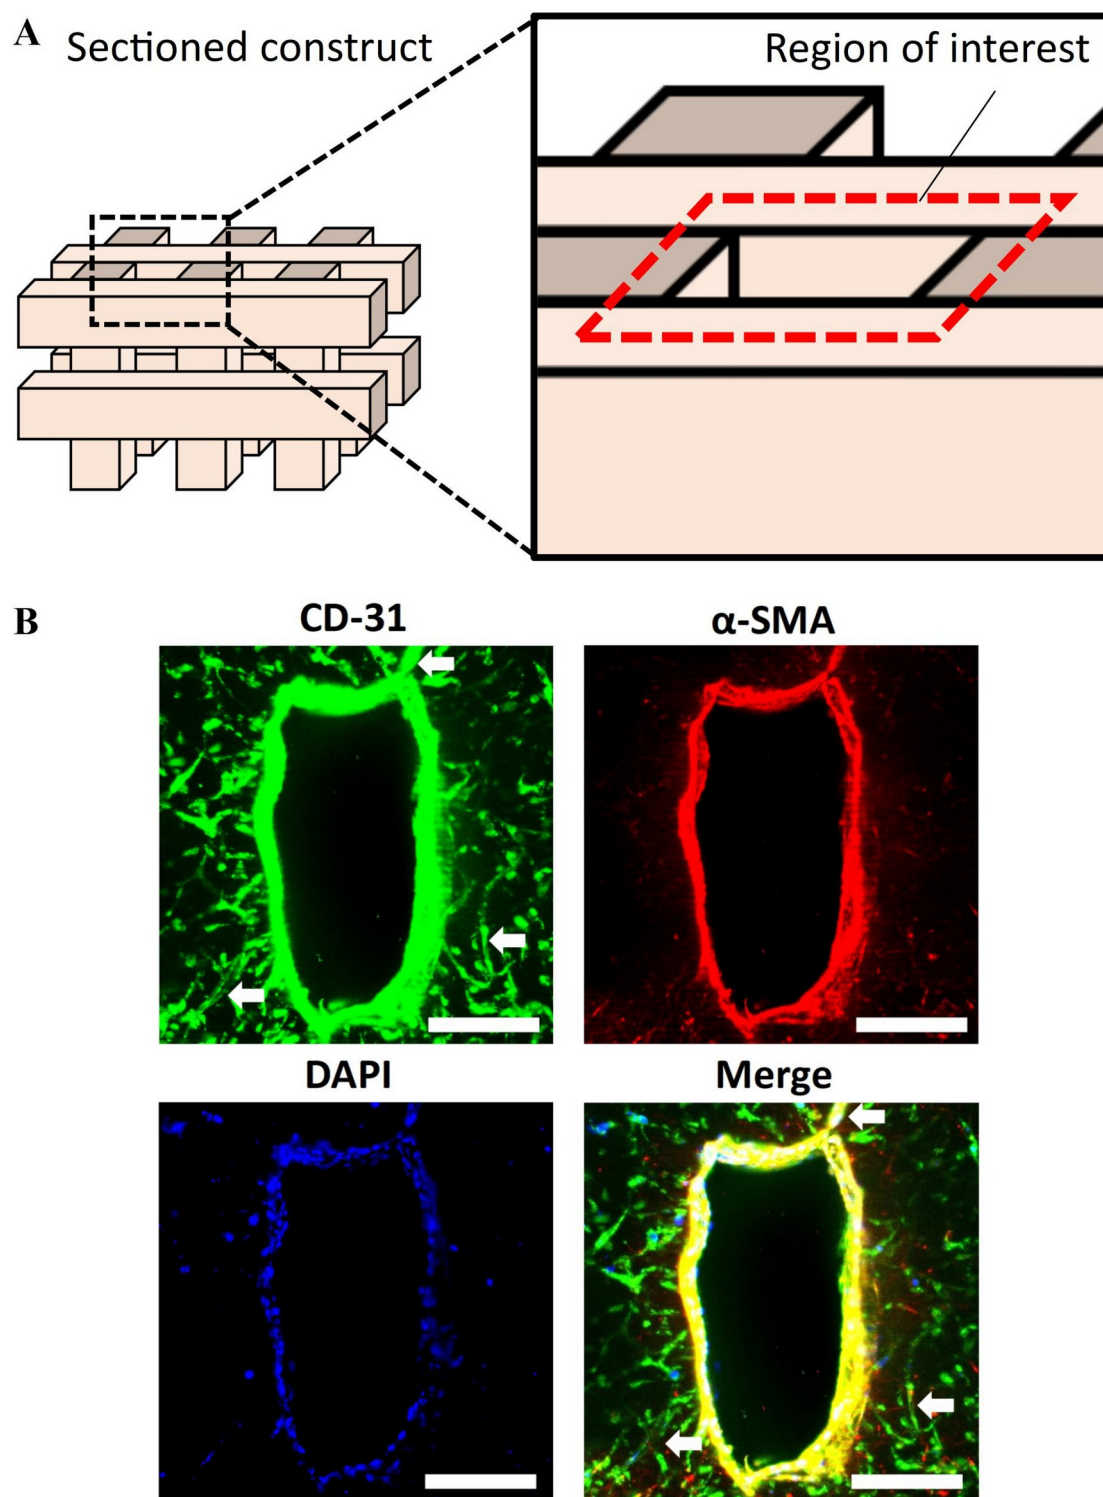 A
Sectioned construct
Region of interest
B
CD-31
α-SMA
DAPI
Merge